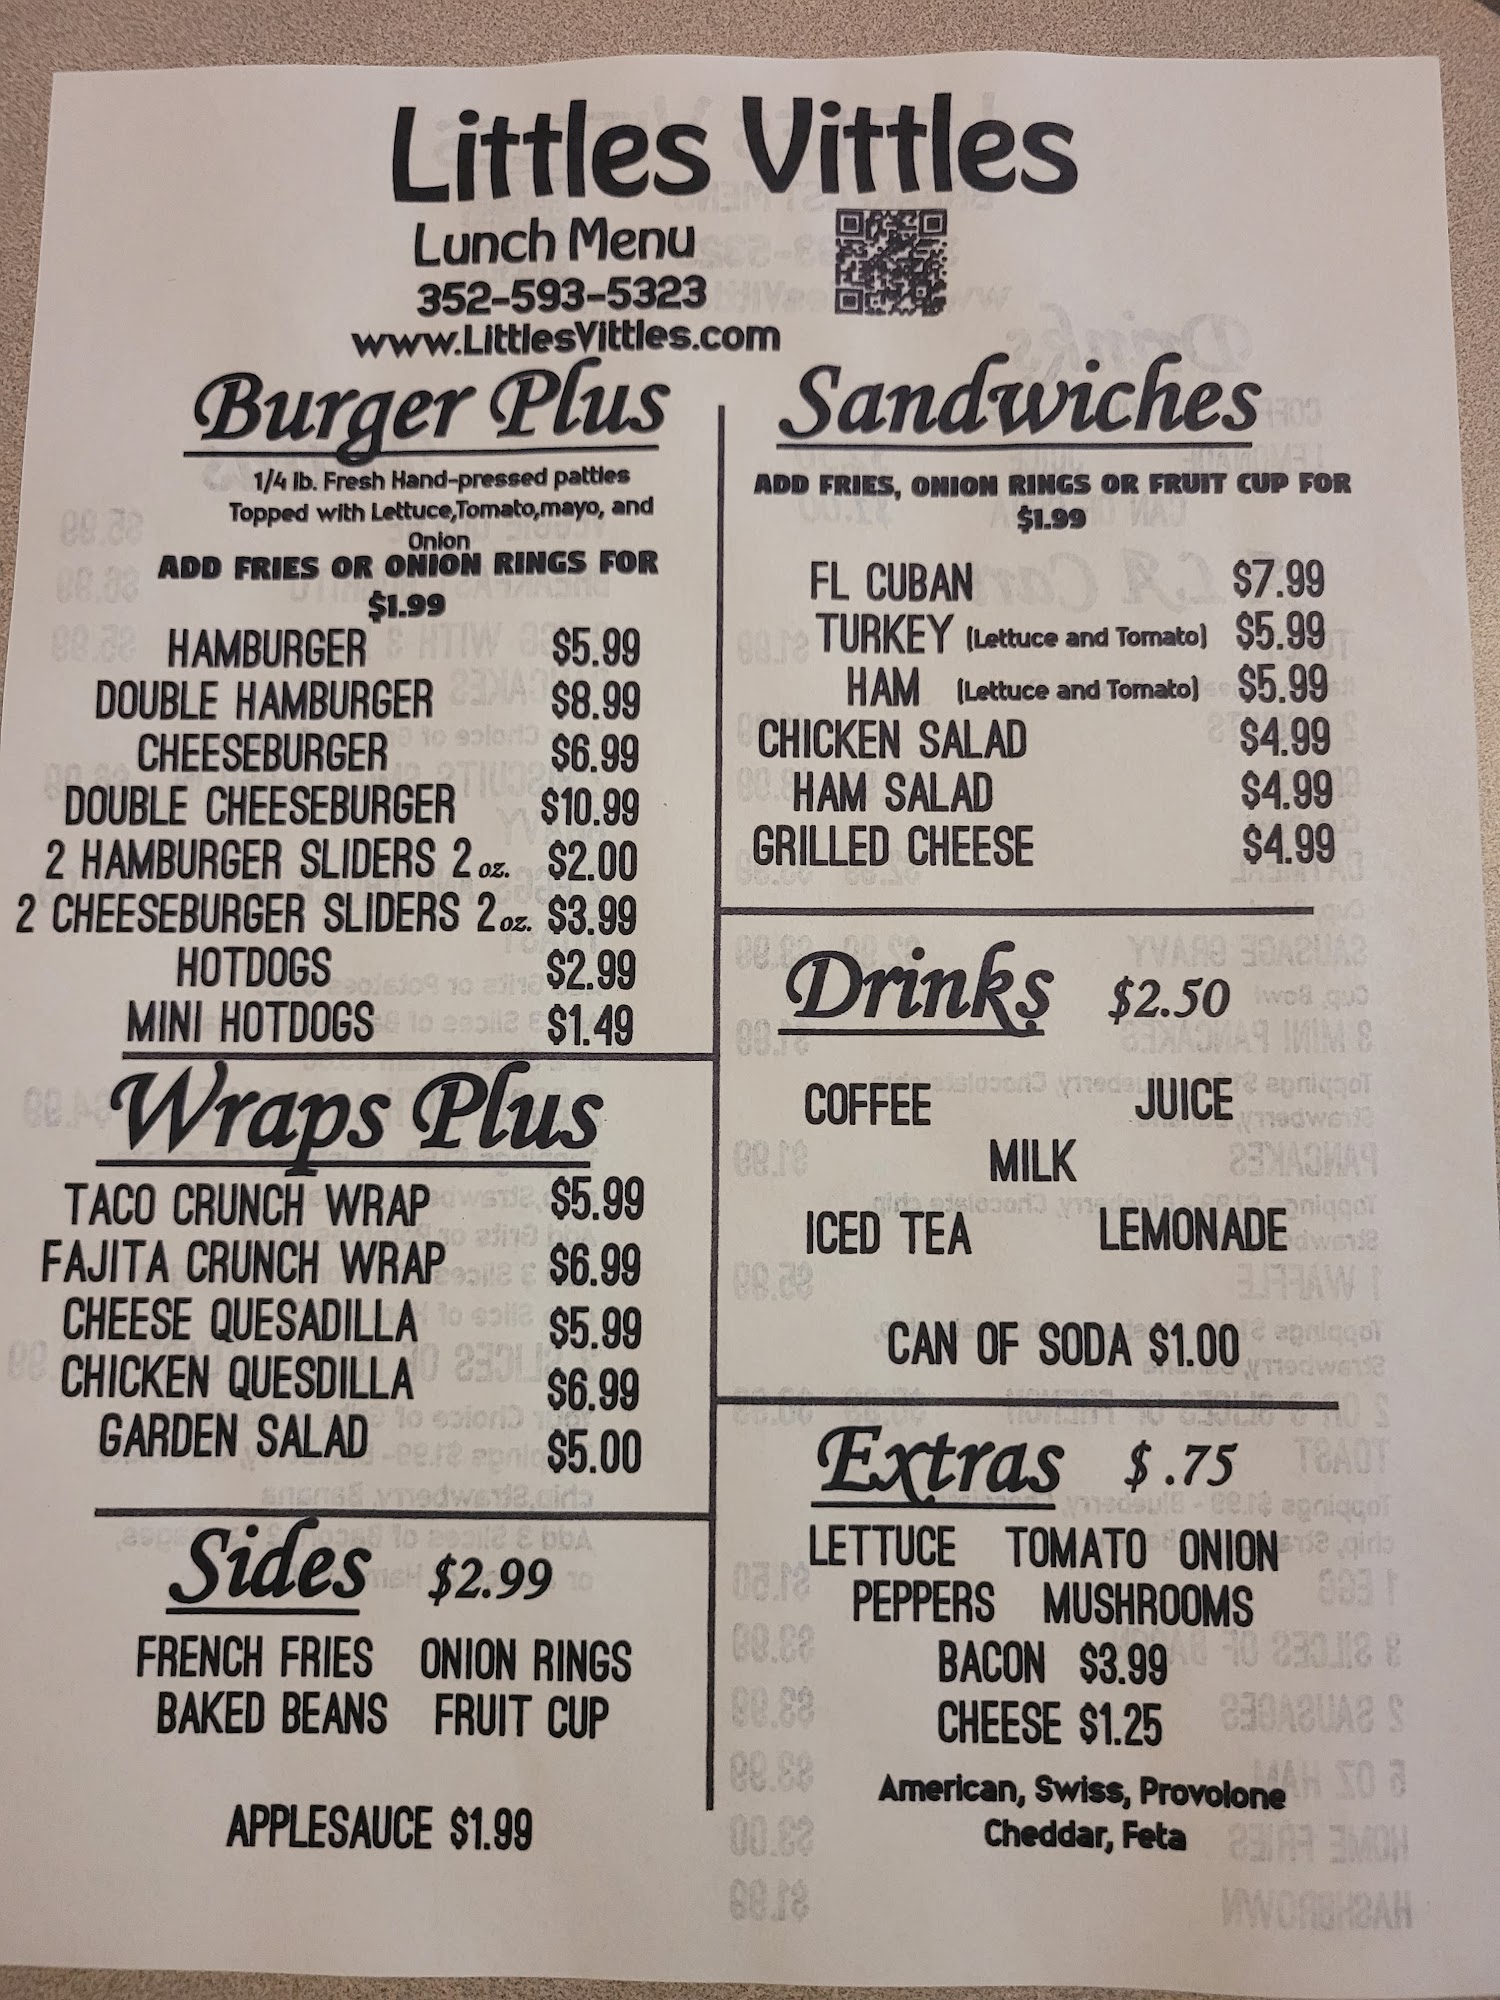 Littles Vittles
Lunch Menu
352-593-5323
www.LittlesVittles.com
Burger Plus
1/4 lb. Fresh Hand-pressed patties
Topped with Lettuce,Tomato,mayo, and
Onion
ADD FRIES OR ONION RINGS FOR
$1.99
HAMBURGER $5.99
DOUBLE HAMBURGER $8.99
CHEESEBURGER $6.99
DOUBLE CHEESEBURGER $10.99
2 HAMBURGER SLIDERS 2 oz. $2.00
2 CHEESEBURGER SLIDERS 2 oz. $3.99
HOTDOGS $2.99
MINI HOTDOGS $1.49
Wraps Plus
TACO CRUNCH WRAP $5.99
FAJITA CRUNCH WRAP $6.99
CHEESE QUESADILLA $5.99
CHICKEN QUESDILLA $6.99
GARDEN SALAD $5.00
Sides $2.99
FRENCH FRIES ONION RINGS
BAKED BEANS FRUIT CUP
APPLESAUCE $1.99
Sandwiches
ADD FRIES, ONION RINGS OR FRUIT CUP FOR
$1.99
FL CUBAN $7.99
TURKEY (Lettuce and Tomato) $5.99
HAM (Lettuce and Tomato) $5.99
CHICKEN SALAD $4.99
HAM SALAD $4.99
GRILLED CHEESE $4.99
Drinks $2.50
COFFEE JUICE
MILK
ICED TEA LEMONADE
CAN OF SODA $1.00
Extras $ .75
LETTUCE TOMATO ONION
PEPPERS MUSHROOMS
BACON $3.99
CHEESE $1.25
American, Swiss, Provolone
Cheddar, Feta